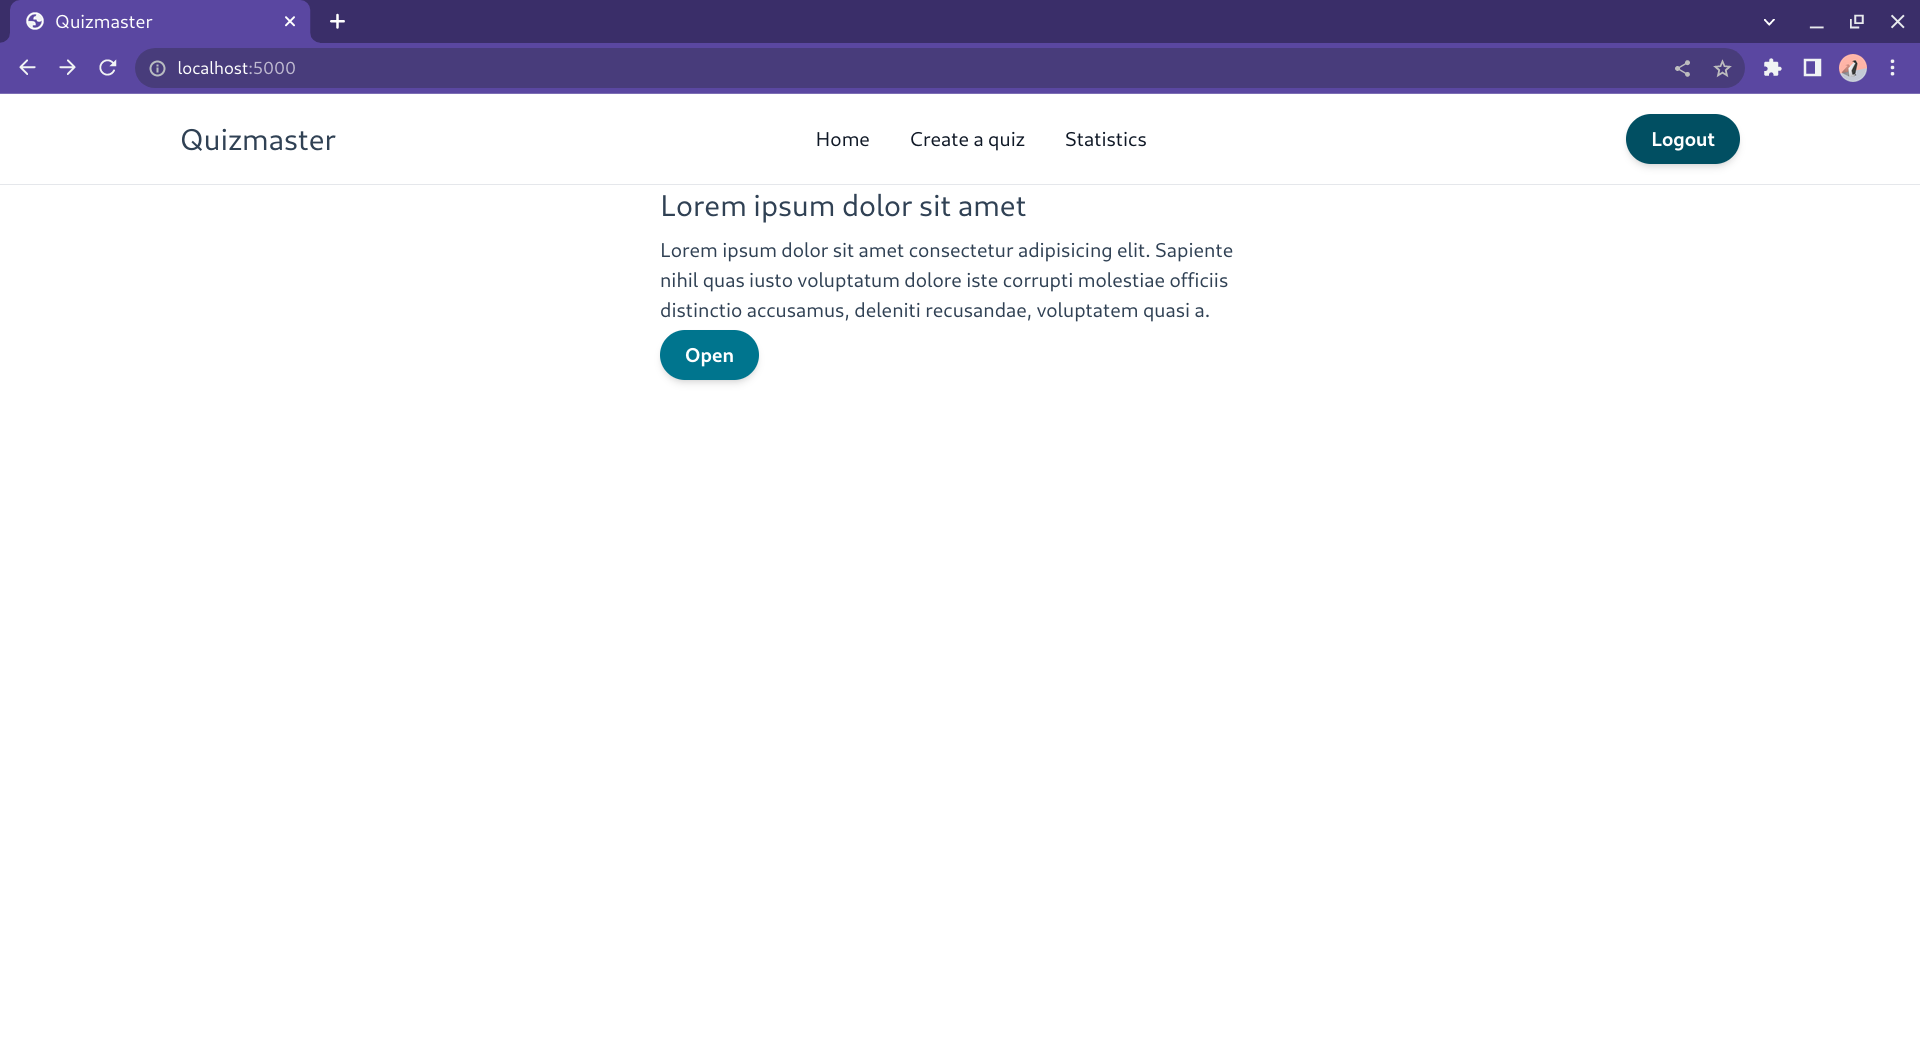 Quizmaster
localhost:5000
Quizmaster
Home
Create a quiz
Statistics
Logout
Lorem ipsum dolor sit amet
Lorem ipsum dolor sit amet consectetur adipisicing elit. Sapiente
nihil quas iusto voluptatum dolore iste corrupti molestiae officiis
distinctio accusamus, deleniti recusandae, voluptatem quasi a.
Open